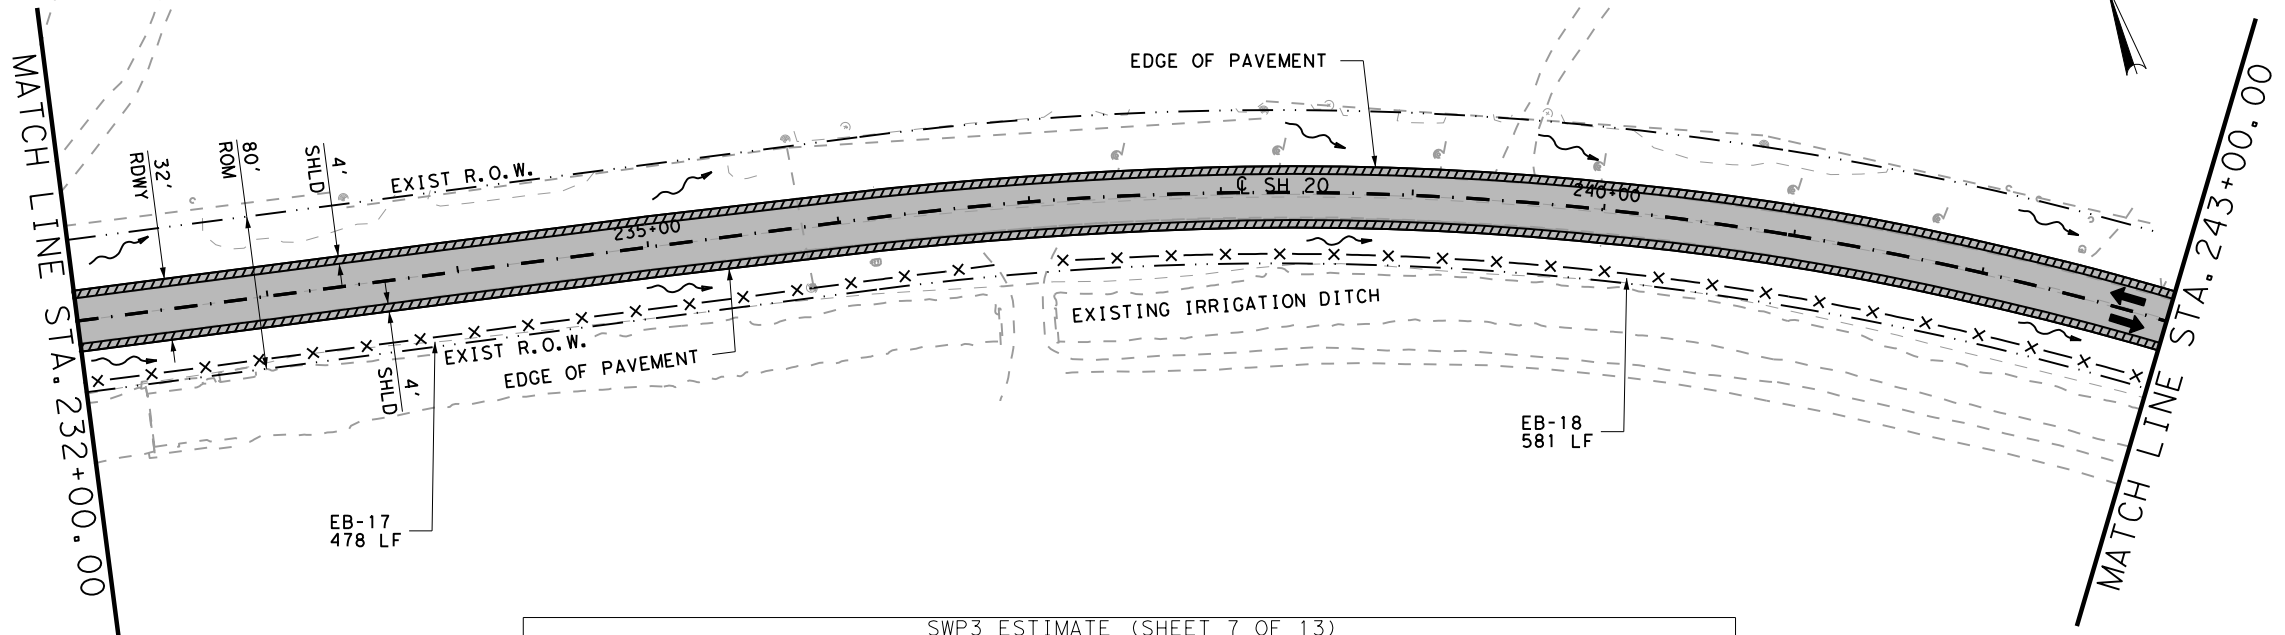 MATCH LINE STA. 232+00.00
32'
RDWY
80'
ROM
4'
SHLD
EXIST R.O.W.
235+00
EDGE OF PAVEMENT
℄ SH 20
240+00
MATCH LINE STA. 243+00.00
EXISTING IRRIGATION DITCH
EXIST R.O.W.
EDGE OF PAVEMENT
4'
SHLD
EB-17
478 LF
EB-18
581 LF
SWP3 ESTIMATE (SHEET 7 OF 13)